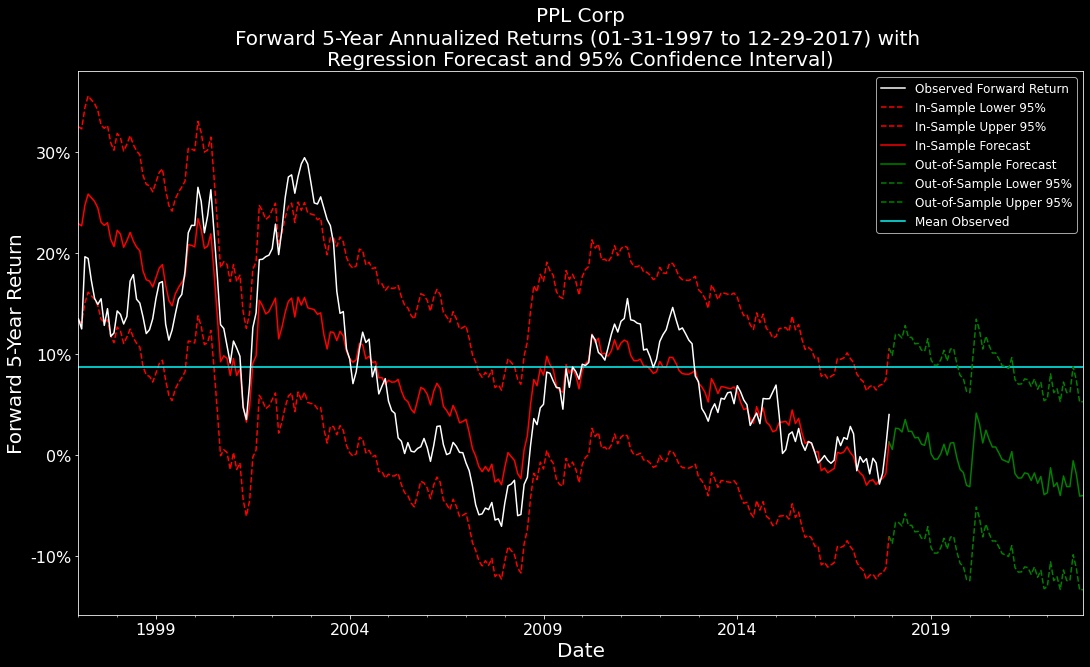 PPL Corp
Forward 5-Year Annualized Returns (01-31-1997 to 12-29-2017) with
Regression Forecast and 95% Confidence Interval)
Observed Forward Return
In-Sample Lower 95%
In-Sample Upper 95%
In-Sample Forecast
Out-of-Sample Forecast
Out-of-Sample Lower 95%
Out-of-Sample Upper 95%
Mean Observed
Forward 5-Year Return
30%
20%
10%
0%
-10%
1999
2004
2009
2014
2019
Date